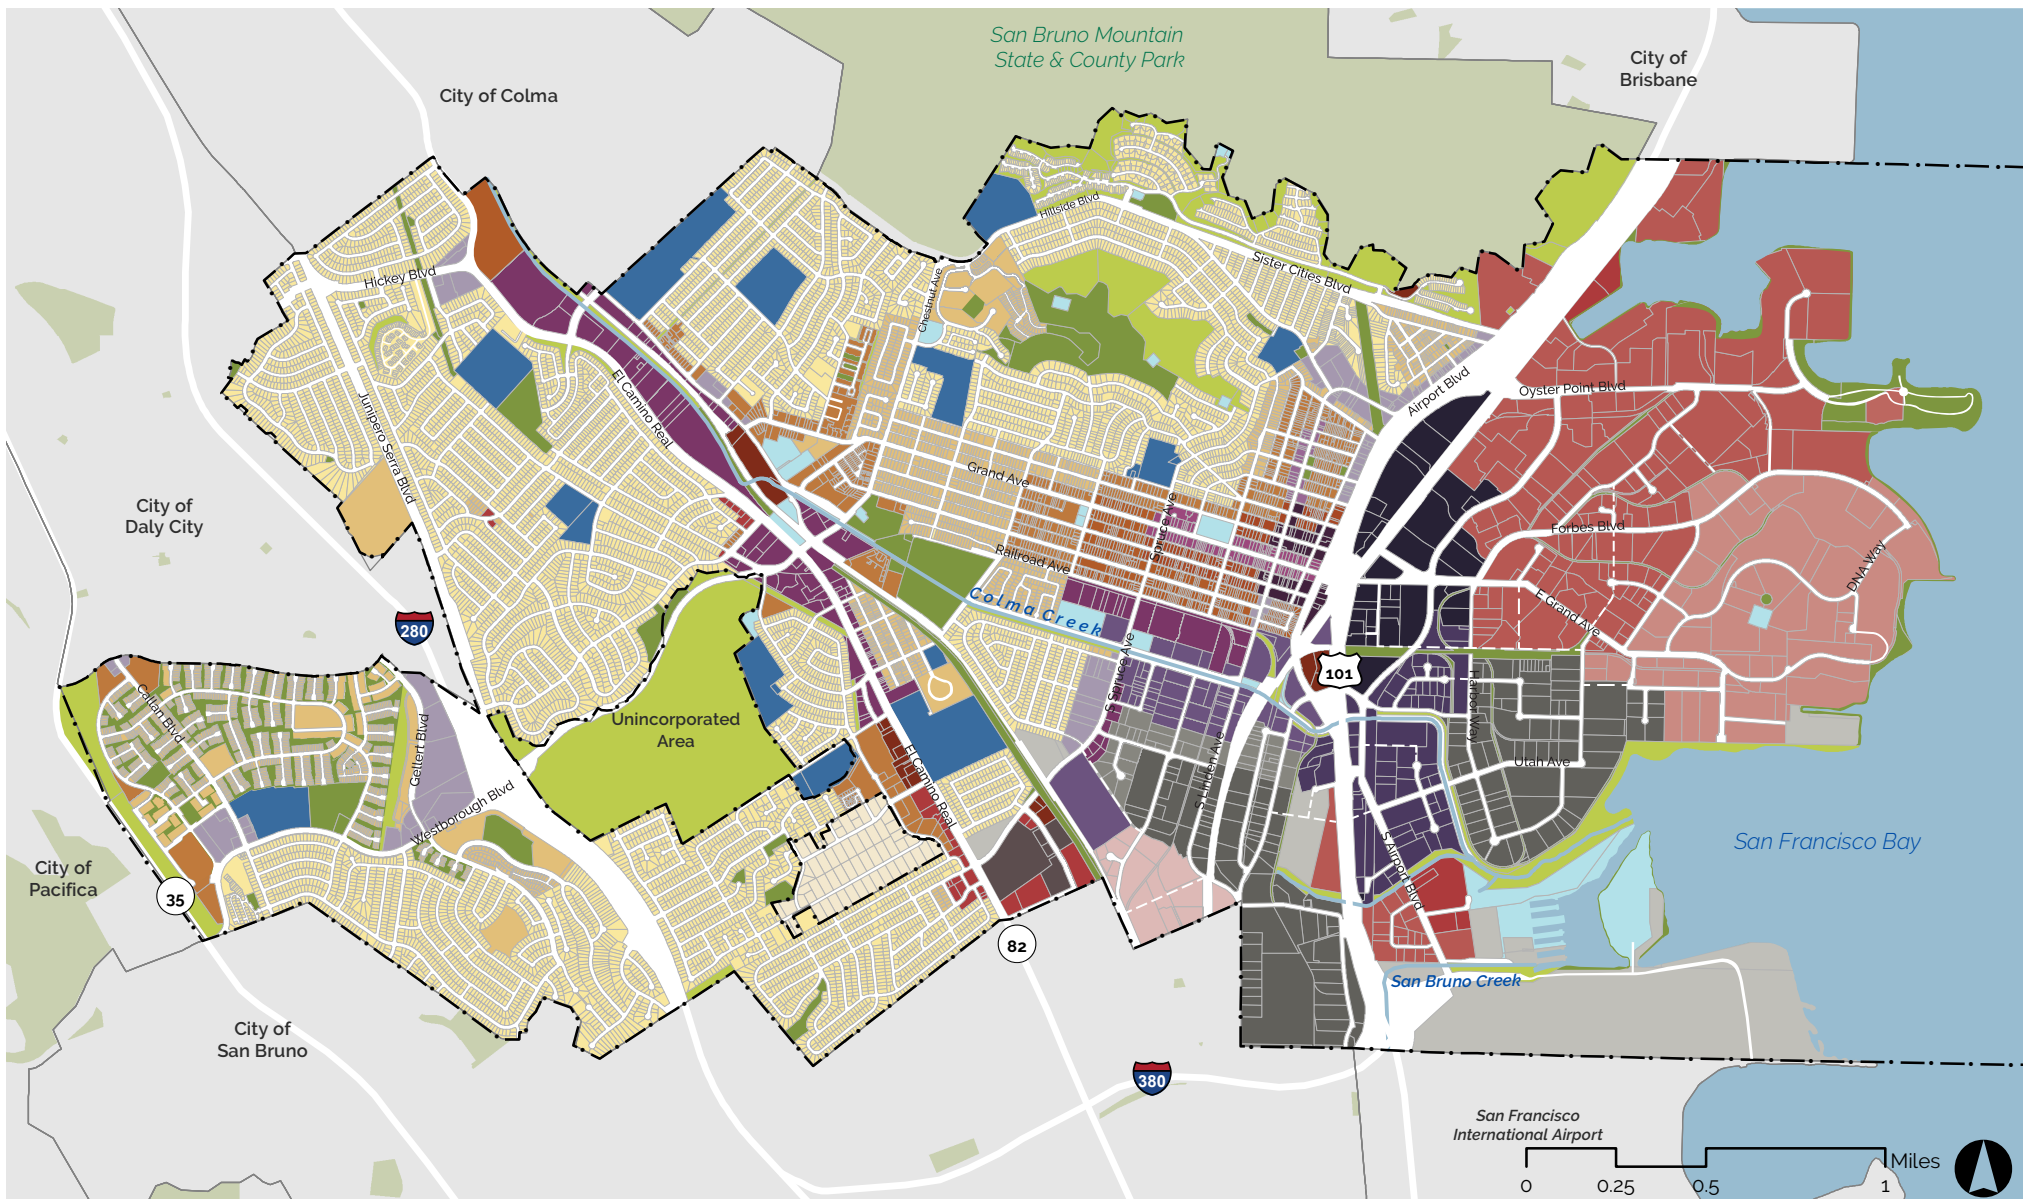 San Bruno Mountain
State & County Park
City of
Brisbane
City of Colma
Hillside Blvd
Sister Cities Blvd
Hickey Blvd
Chestnut Ave
El Camino Real
Junipero Serra Blvd
Airport Blvd
Oyster Point Blvd
Grand Ave
Spruce Ave
City of
Daly City
Forbes Blvd
DNA Way
Railroad Ave
Colma Creek
E Grand Ave
280
101
S Spruce Ave
Harbor Way
Callan Blvd
Gellert Blvd
Unincorporated
Area
Westborough Blvd
El Camino Real
S Linden Ave
Utah Ave
S Airport Blvd
San Francisco Bay
City of
Pacifica
35
82
San Bruno Creek
City of
San Bruno
380
San Francisco
International Airport
Miles
0
0.25
0.5
1